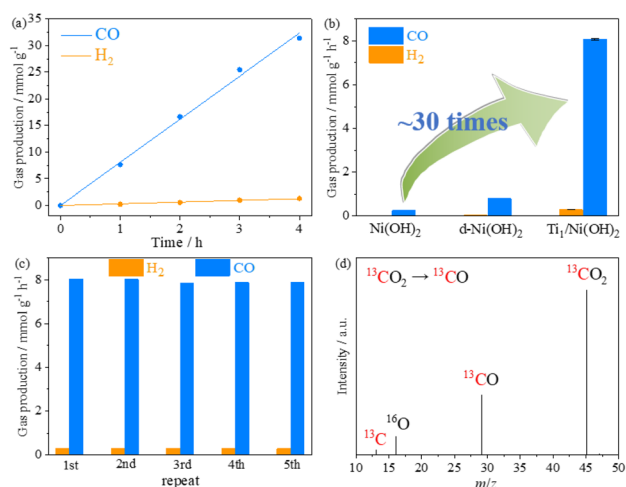 (a)
CO
H₂
Gas production / mmol g⁻¹
35
30
25
20
15
10
5
0
0 1 2 3 4
Time / h
(b)
CO
H₂
Gas production / mmol g⁻¹ h⁻¹
8
6
4
2
0
~30 times
Ni(OH)₂ d-Ni(OH)₂ Ti₁/Ni(OH)₂
(c)
H₂ CO
Gas production / mmol g⁻¹ h⁻¹
8
6
4
2
0
1st 2nd 3rd 4th 5th
repeat
(d)
¹³CO₂ → ¹³CO
¹³CO₂
¹³CO
¹³C
¹⁶O
Intensity / a.u.
10 15 20 25 30 35 40 45 50
m/z